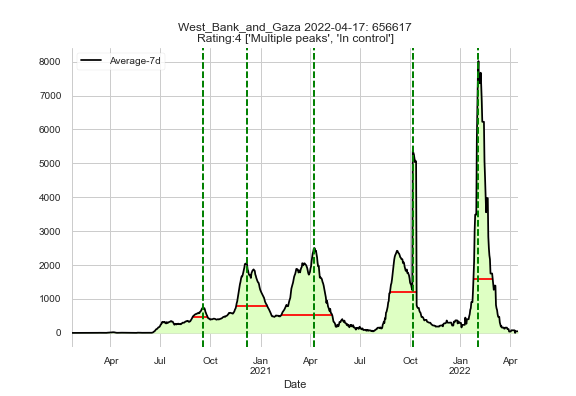 West_Bank_and_Gaza 2022-04-17: 656617
Rating:4 ['Multiple peaks', 'In control']
Average-7d
8000
7000
6000
5000
4000
3000
2000
1000
0
Apr Jul Oct Jan Apr Jul Oct Jan Apr
2021 2022
Date